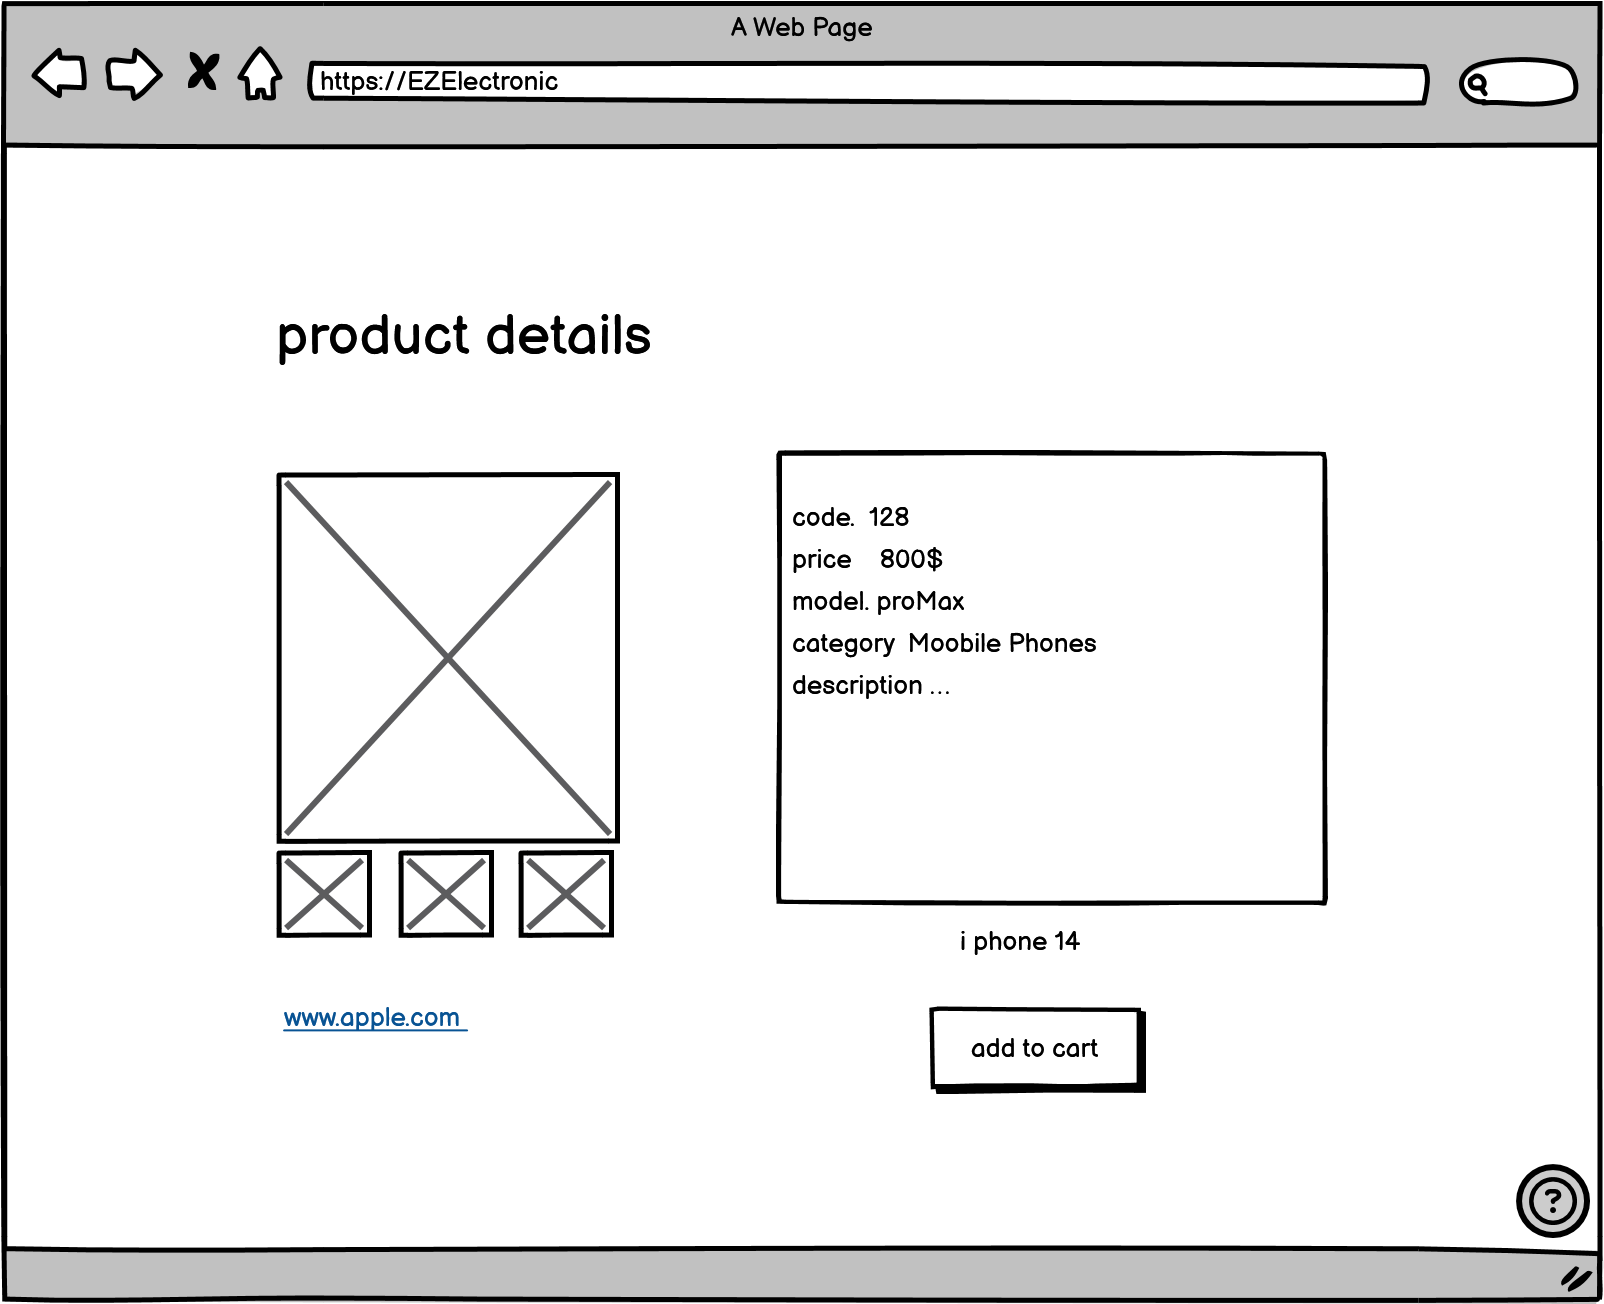 A Web Page
https://EZElectronic
product details
code.  128
price    800$
model. proMax
category  Moobile Phones
description ...
i phone 14
www.apple.com
add to cart
?